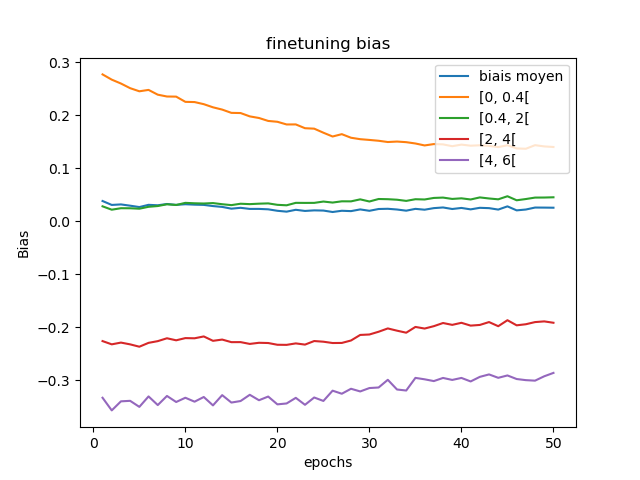 finetuning bias
biais moyen
[0, 0.4[
[0.4, 2[
[2, 4[
[4, 6[
0.3
0.2
0.1
0.0
−0.1
−0.2
−0.3
Bias
0 10 20 30 40 50
epochs